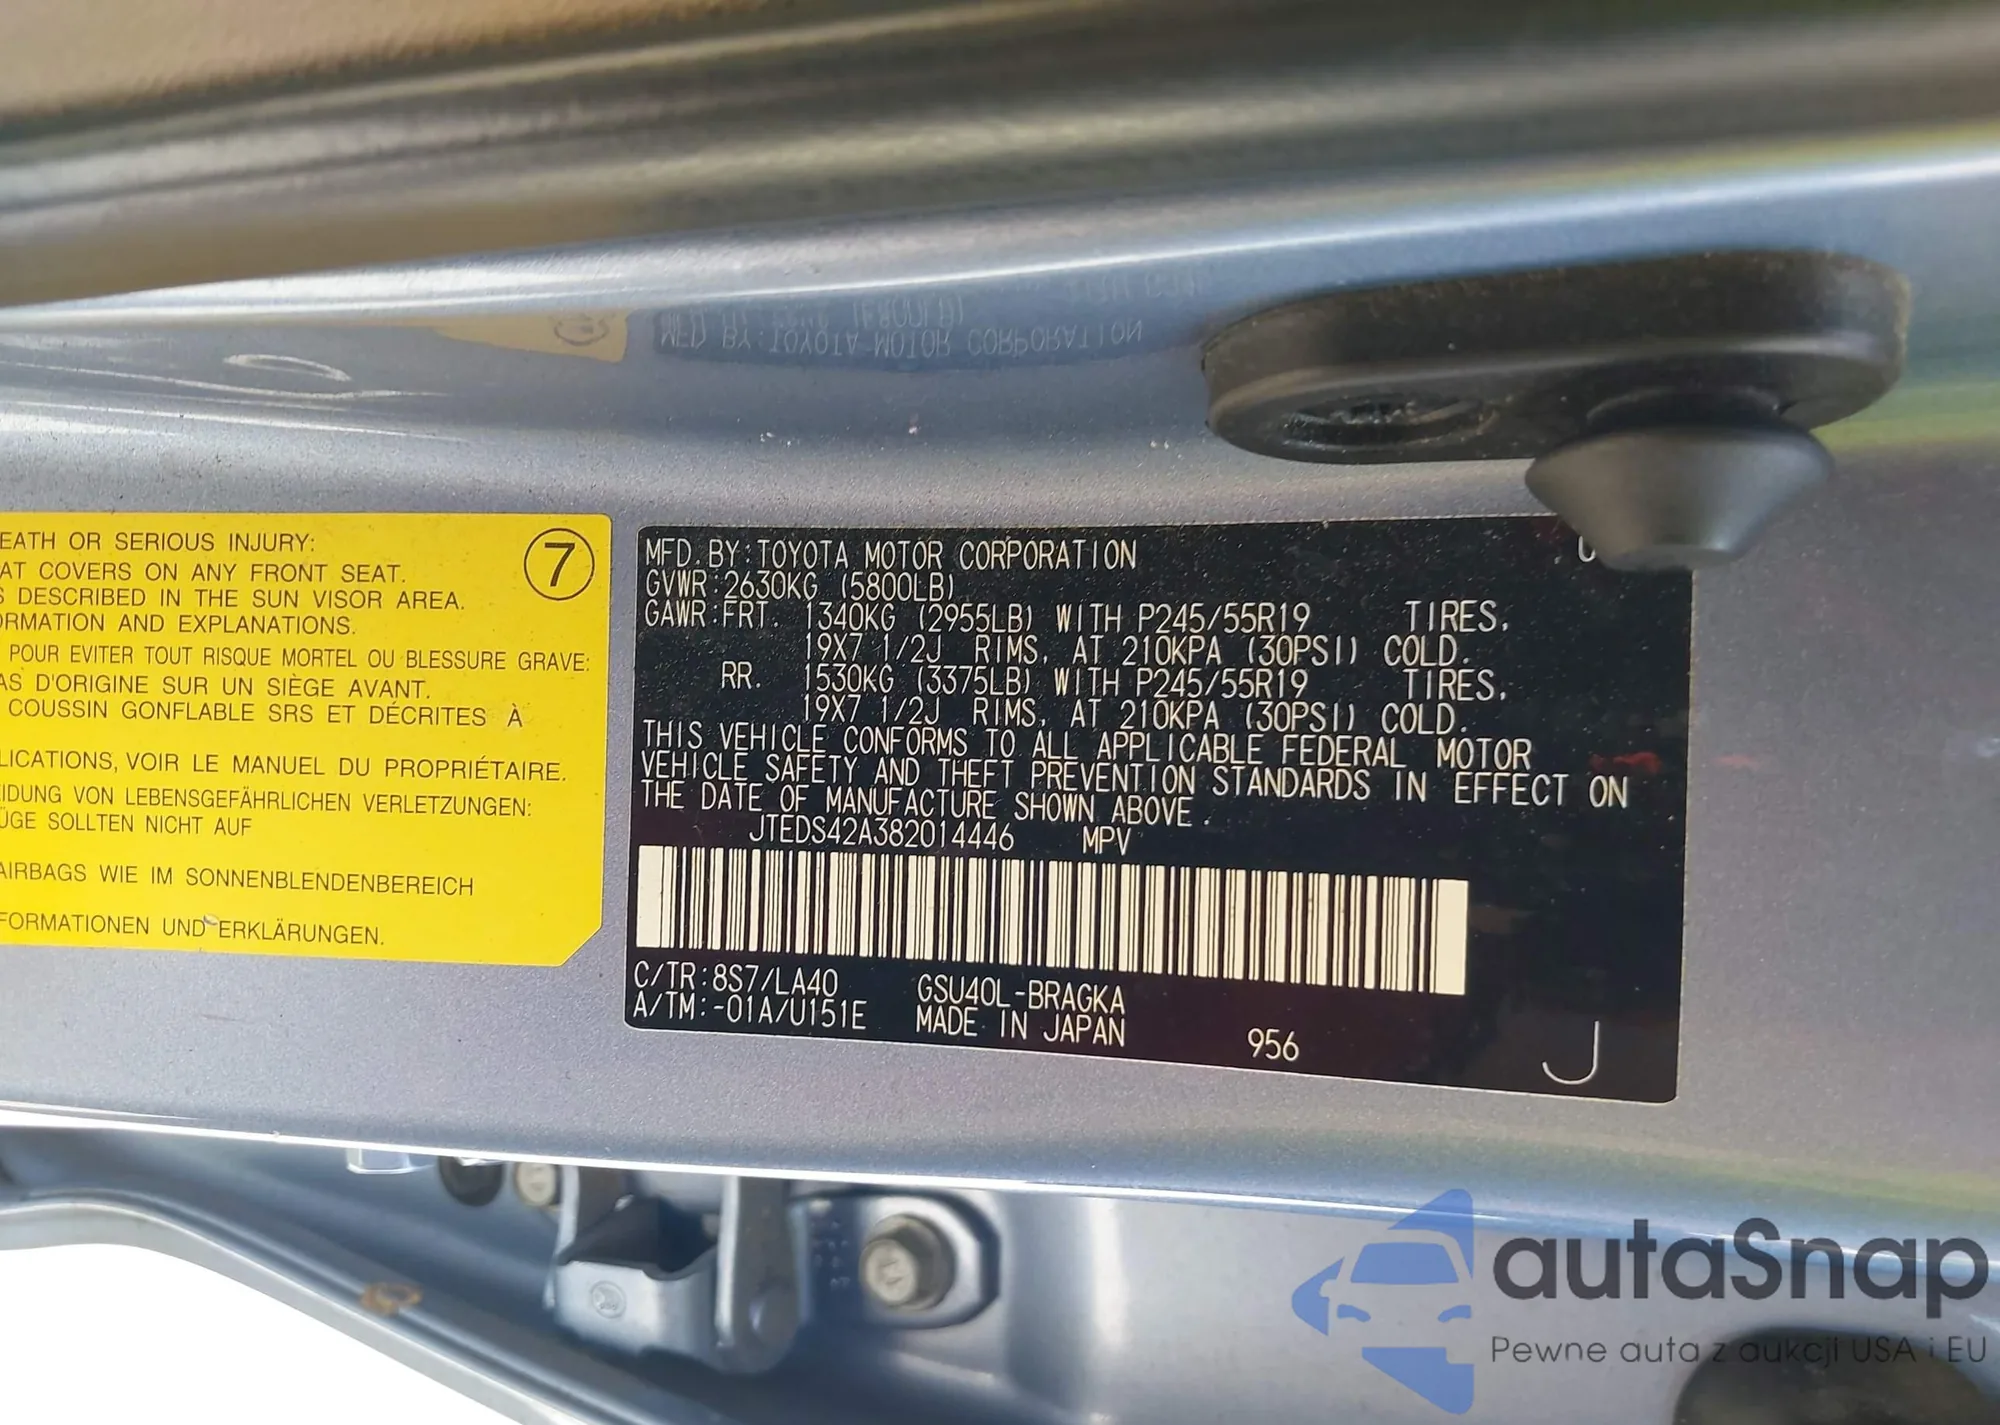 EATH OR SERIOUS INJURY:
AT COVERS ON ANY FRONT SEAT.
S DESCRIBED IN THE SUN VISOR AREA.
ORMATION AND EXPLANATIONS.
POUR EVITER TOUT RISQUE MORTEL OU BLESSURE GRAVE:
AS D'ORIGINE SUR UN SIÈGE AVANT.
COUSSIN GONFLABLE SRS ET DÉCRITES À
LICATIONS, VOIR LE MANUEL DU PROPRIÉTAIRE.
EIDUNG VON LEBENSGEFÄHRLICHEN VERLETZUNGEN:
ÜGE SOLLTEN NICHT AUF
AIRBAGS WIE IM SONNENBLENDENBEREICH
FORMATIONEN UND ERKLÄRUNGEN.
7
MFD. BY: TOYOTA MOTOR CORPORATION
GVWR: 2630KG (5800LB)
GAWR: FRT. 1340KG (2955LB) WITH P245/55R19 TIRES,
19X7 1/2J RIMS, AT 210KPA (30PSI) COLD.
RR. 1530KG (3375LB) WITH P245/55R19 TIRES,
19X7 1/2J RIMS, AT 210KPA (30PSI) COLD.
THIS VEHICLE CONFORMS TO ALL APPLICABLE FEDERAL MOTOR
VEHICLE SAFETY AND THEFT PREVENTION STANDARDS IN EFFECT ON
THE DATE OF MANUFACTURE SHOWN ABOVE.
JTEDS42A382014446 MPV
C/TR: 8S7/LA40 GSU40L-BRAGKA
A/TM: -01A/U151E MADE IN JAPAN 956
J
autaSnap
Pewne auta z aukcji USA i EU